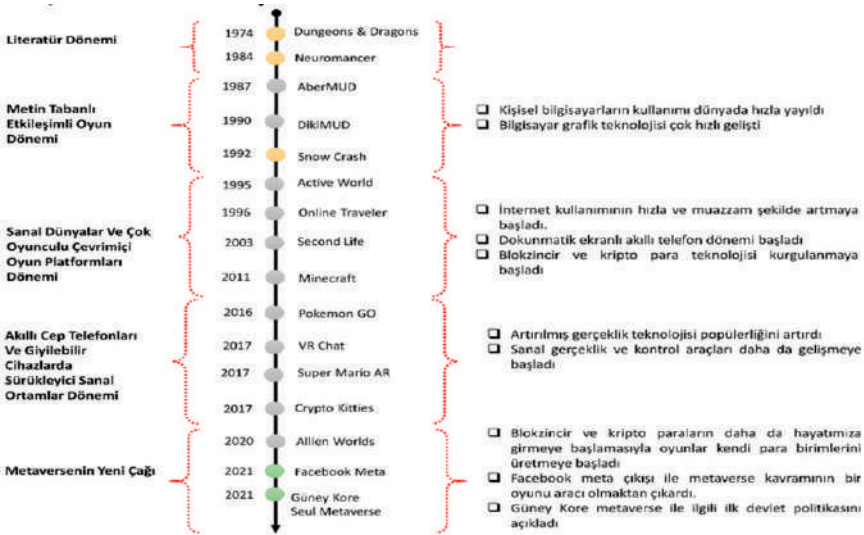 Literatür Dönemi
1974 Dungeons & Dragons
1984 Neuromancer
Metin Tabanlı
Etkileşimli Oyun
Dönemi
1987 AberMUD
1990 DikiMUD
1992 Snow Crash
❑ Kişisel bilgisayarların kullanımı dünyada hızla yayıldı
❑ Bilgisayar grafik teknolojisi çok hızlı gelişti
Sanal Dünyalar Ve Çok
Oyunculu Çevrimiçi
Oyun Platformları
Dönemi
1995 Active World
1996 Online Traveler
2003 Second Life
2011 Minecraft
❑ İnternet kullanımının hızla ve muazzam şekilde artmaya
başladı.
❑ Dokunmatik ekranlı akıllı telefon dönemi başladı
❑ Blokzincir ve kripto para teknolojisi kurgulanmaya
başladı
Akıllı Cep Telefonları
Ve Giyilebilir
Cihazlarda
Sürükleyici Sanal
Ortamlar Dönemi
2016 Pokemon GO
2017 VR Chat
2017 Super Mario AR
2017 Crypto Kitties
❑ Artırılmış gerçeklik teknolojisi popülerliğini artırdı
❑ Sanal gerçeklik ve kontrol araçları daha da gelişmeye
başladı
Metaversenin Yeni Çağı
2020 Allien Worlds
2021 Facebook Meta
2021 Güney Kore
Seul Metaverse
❑ Blokzincir ve kripto paraların daha da hayatımıza
girmeye başlamasıyla oyunlar kendi para birimlerini
üretmeye başladı
❑ Facebook meta çıkışı ile metaverse kavramının bir
oyunu aracı olmaktan çıkardı.
❑ Güney Kore metaverse ile ilgili ilk devlet politikasını
açıkladı